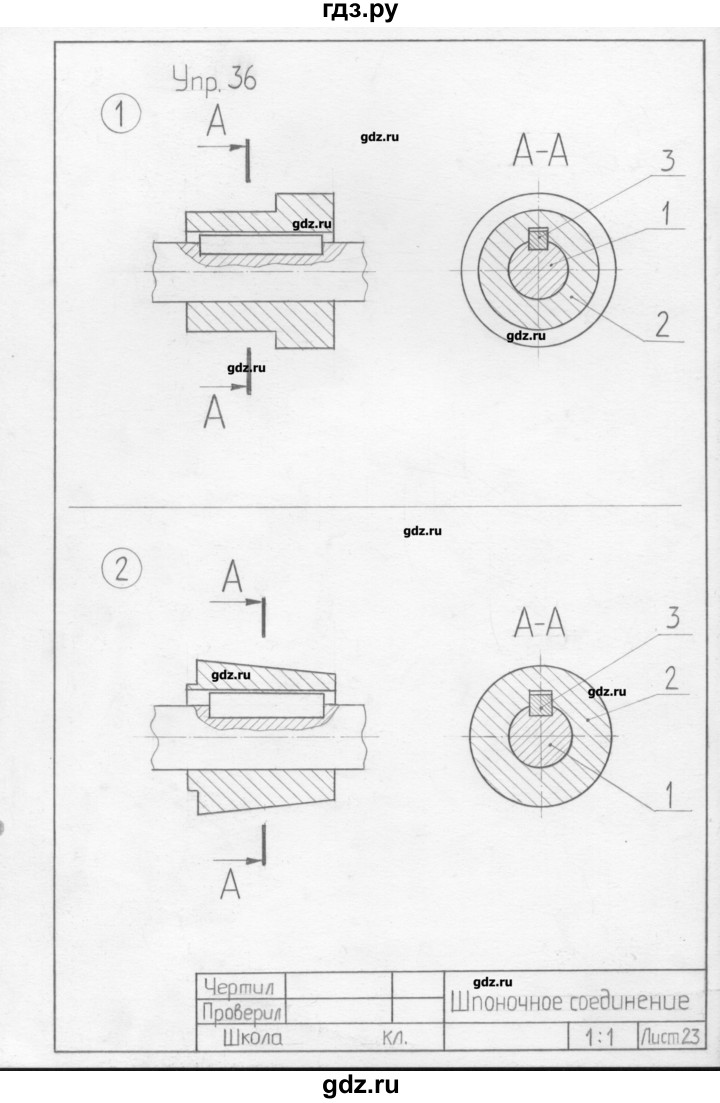 гдз.ру
Упр. 36
1
А
gdz.ru
А-А
3
gdz.ru
1
2
gdz.ru
gdz.ru
А
gdz.ru
2
А
А-А
3
gdz.ru
gdz.ru
2
1
А
Чертил
gdz.ru
Проверил
Шпоночное соединение
Школа кл.
1:1
Лист 23
gdz.ru